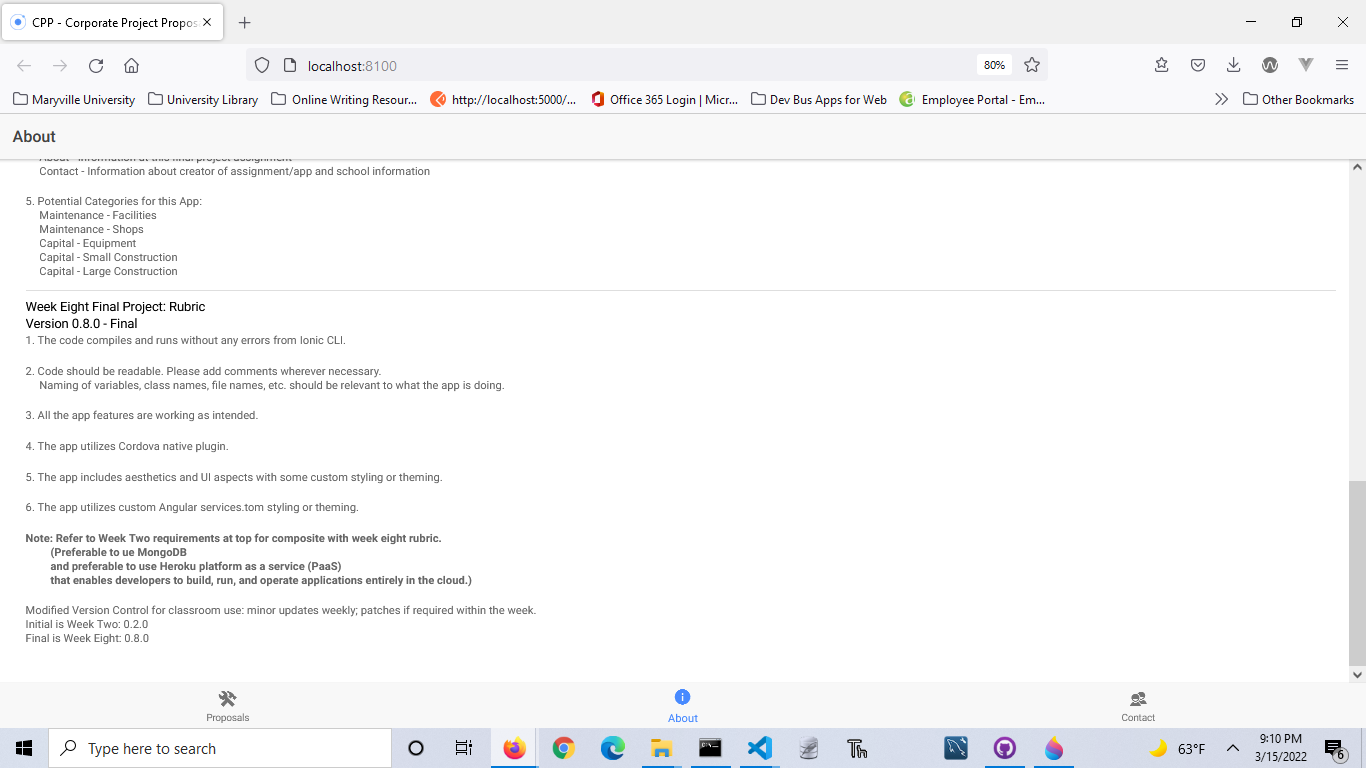 CPP - Corporate Project Propos
localhost:8100
80%
Maryville University
University Library
Online Writing Resour...
http://localhost:5000/...
Office 365 Login | Micr...
Dev Bus Apps for Web
Employee Portal - Em...
Other Bookmarks
About
About - Information at this final project assignment
Contact - Information about creator of assignment/app and school information
5. Potential Categories for this App:
Maintenance - Facilities
Maintenance - Shops
Capital - Equipment
Capital - Small Construction
Capital - Large Construction
Week Eight Final Project: Rubric
Version 0.8.0 - Final
1. The code compiles and runs without any errors from Ionic CLI.
2. Code should be readable. Please add comments wherever necessary.
Naming of variables, class names, file names, etc. should be relevant to what the app is doing.
3. All the app features are working as intended.
4. The app utilizes Cordova native plugin.
5. The app includes aesthetics and UI aspects with some custom styling or theming.
6. The app utilizes custom Angular services.tom styling or theming.
Note: Refer to Week Two requirements at top for composite with week eight rubric.
(Preferable to ue MongoDB
and preferable to use Heroku platform as a service (PaaS)
that enables developers to build, run, and operate applications entirely in the cloud.)
Modified Version Control for classroom use: minor updates weekly; patches if required within the week.
Initial is Week Two: 0.2.0
Final is Week Eight: 0.8.0
Proposals
About
Contact
Type here to search
63°F
9:10 PM
3/15/2022
6